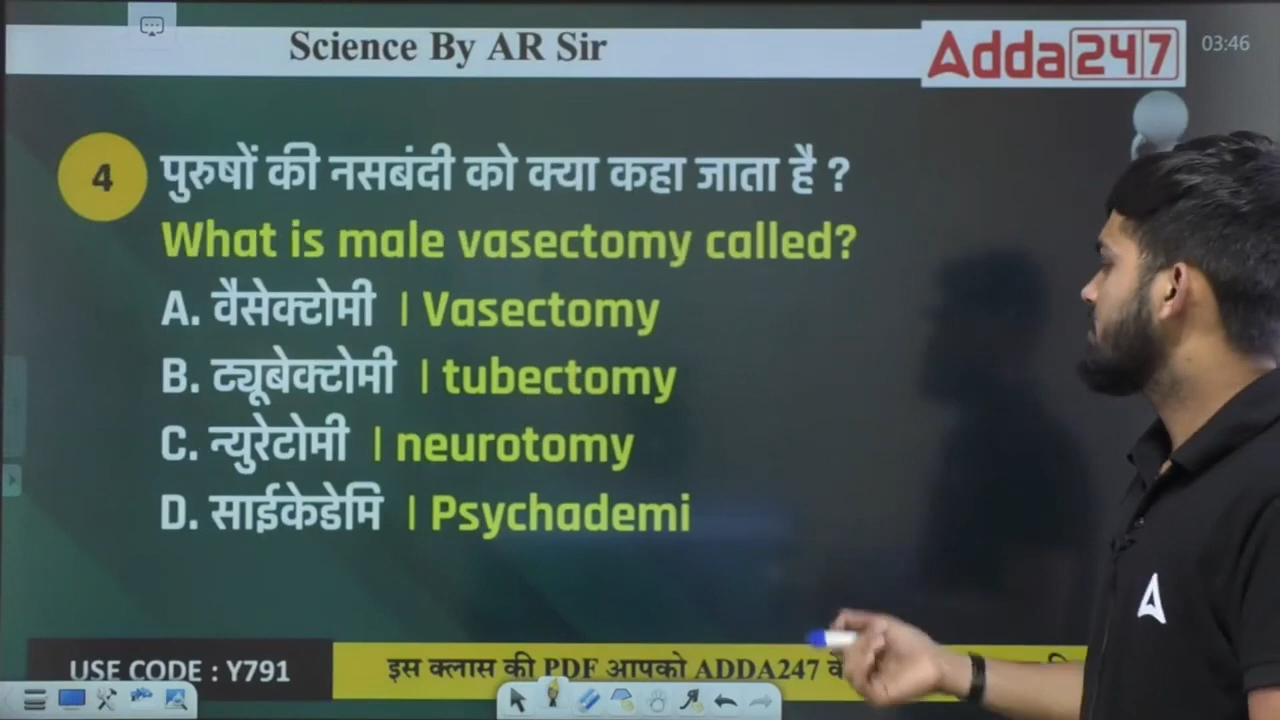 Science By AR Sir
Adda247
03:46
4 पुरुषों की नसबंदी को क्या कहा जाता है ?
What is male vasectomy called?
A. वैसेक्टोमी | Vasectomy
B. ट्यूबेक्टोमी | tubectomy
C. न्युरेटोमी | neurotomy
D. साईकेडेमि | Psychademi
USE CODE : Y791
इस क्लास की PDF आपको ADDA247